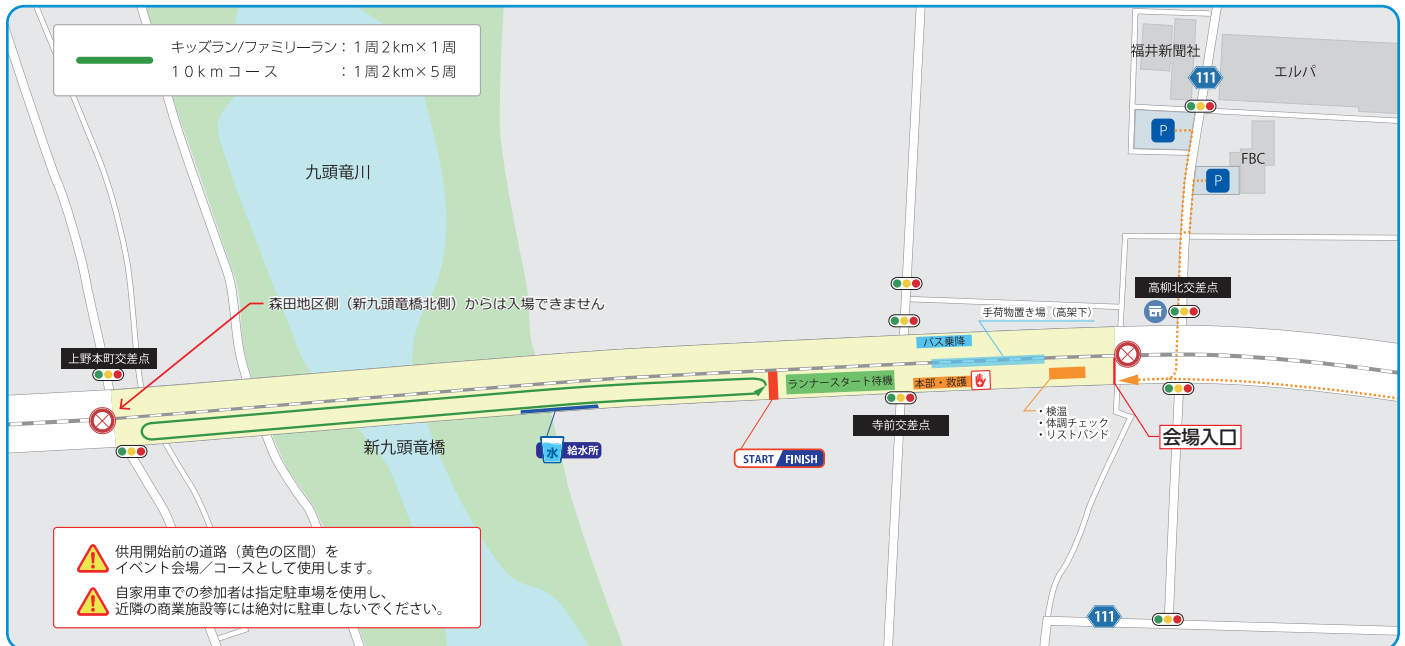 キッズラン/ファミリーラン：1周2km×1周
10kmコース ：1周2km×5周
福井新聞社
エルパ
111
P
FBC
P
九頭竜川
森田地区側（新九頭竜橋北側）からは入場できません
高柳北交差点
手荷物置き場（高架下）
バス乗降
上野本町交差点
ランナースタート待機
本部・救護
・検温
・体調チェック
・リストバンド
寺前交差点
会場入口
新九頭竜橋
水 給水所
START FINISH
供用開始前の道路（黄色の区間）を
イベント会場／コースとして使用します。
自家用車での参加者は指定駐車場を使用し、
近隣の商業施設等には絶対に駐車しないでください。
111